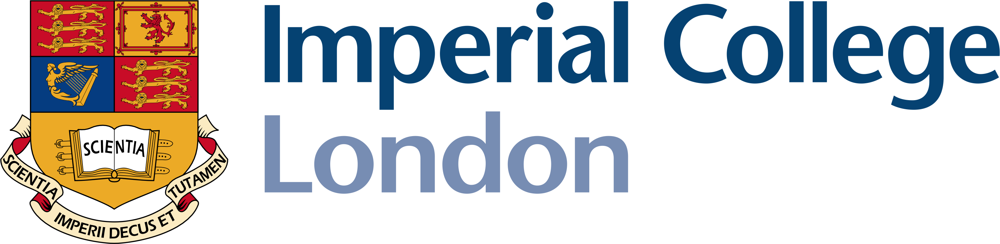 Imperial College
London
SCIENTIA
SCIENTIA
IMPERII DECUS ET
TUTAMEN